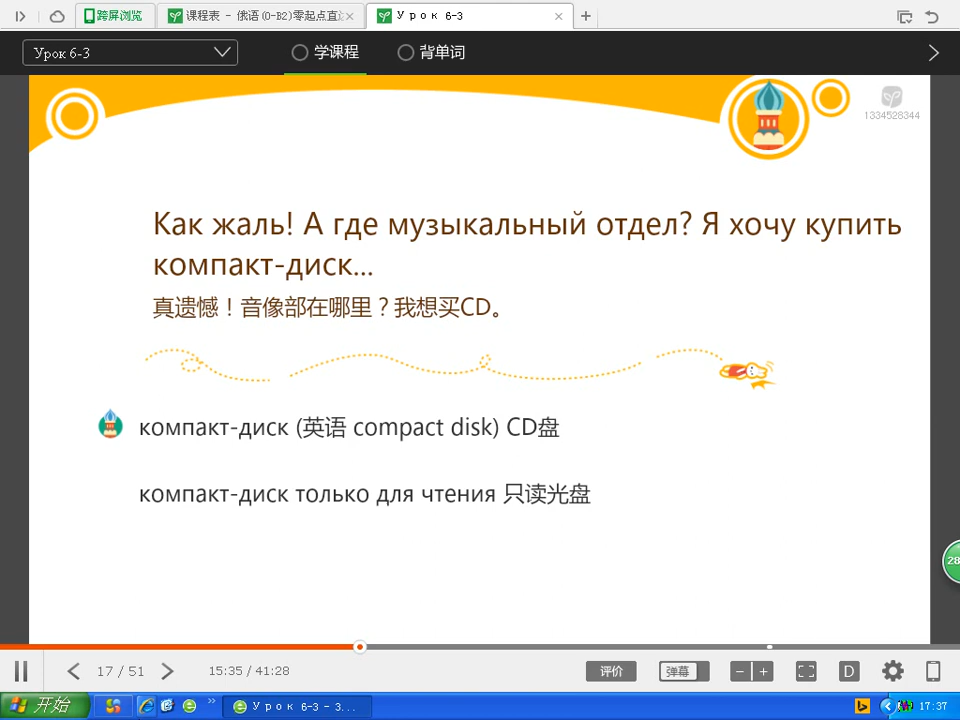 跨屏浏览
课程表 - 俄语(0-B2)零起点直达
Урок 6-3
Урок 6-3
学课程
背单词
1334528344
Как жаль! А где музыкальный отдел? Я хочу купить
компакт-диск...
真遗憾！音像部在哪里？我想买CD。
компакт-диск (英语 compact disk) CD盘
компакт-диск только для чтения 只读光盘
28
17 / 51
15:35 / 41:28
评价
弹幕
D
开始
Урок 6-3 - 3...
17:37